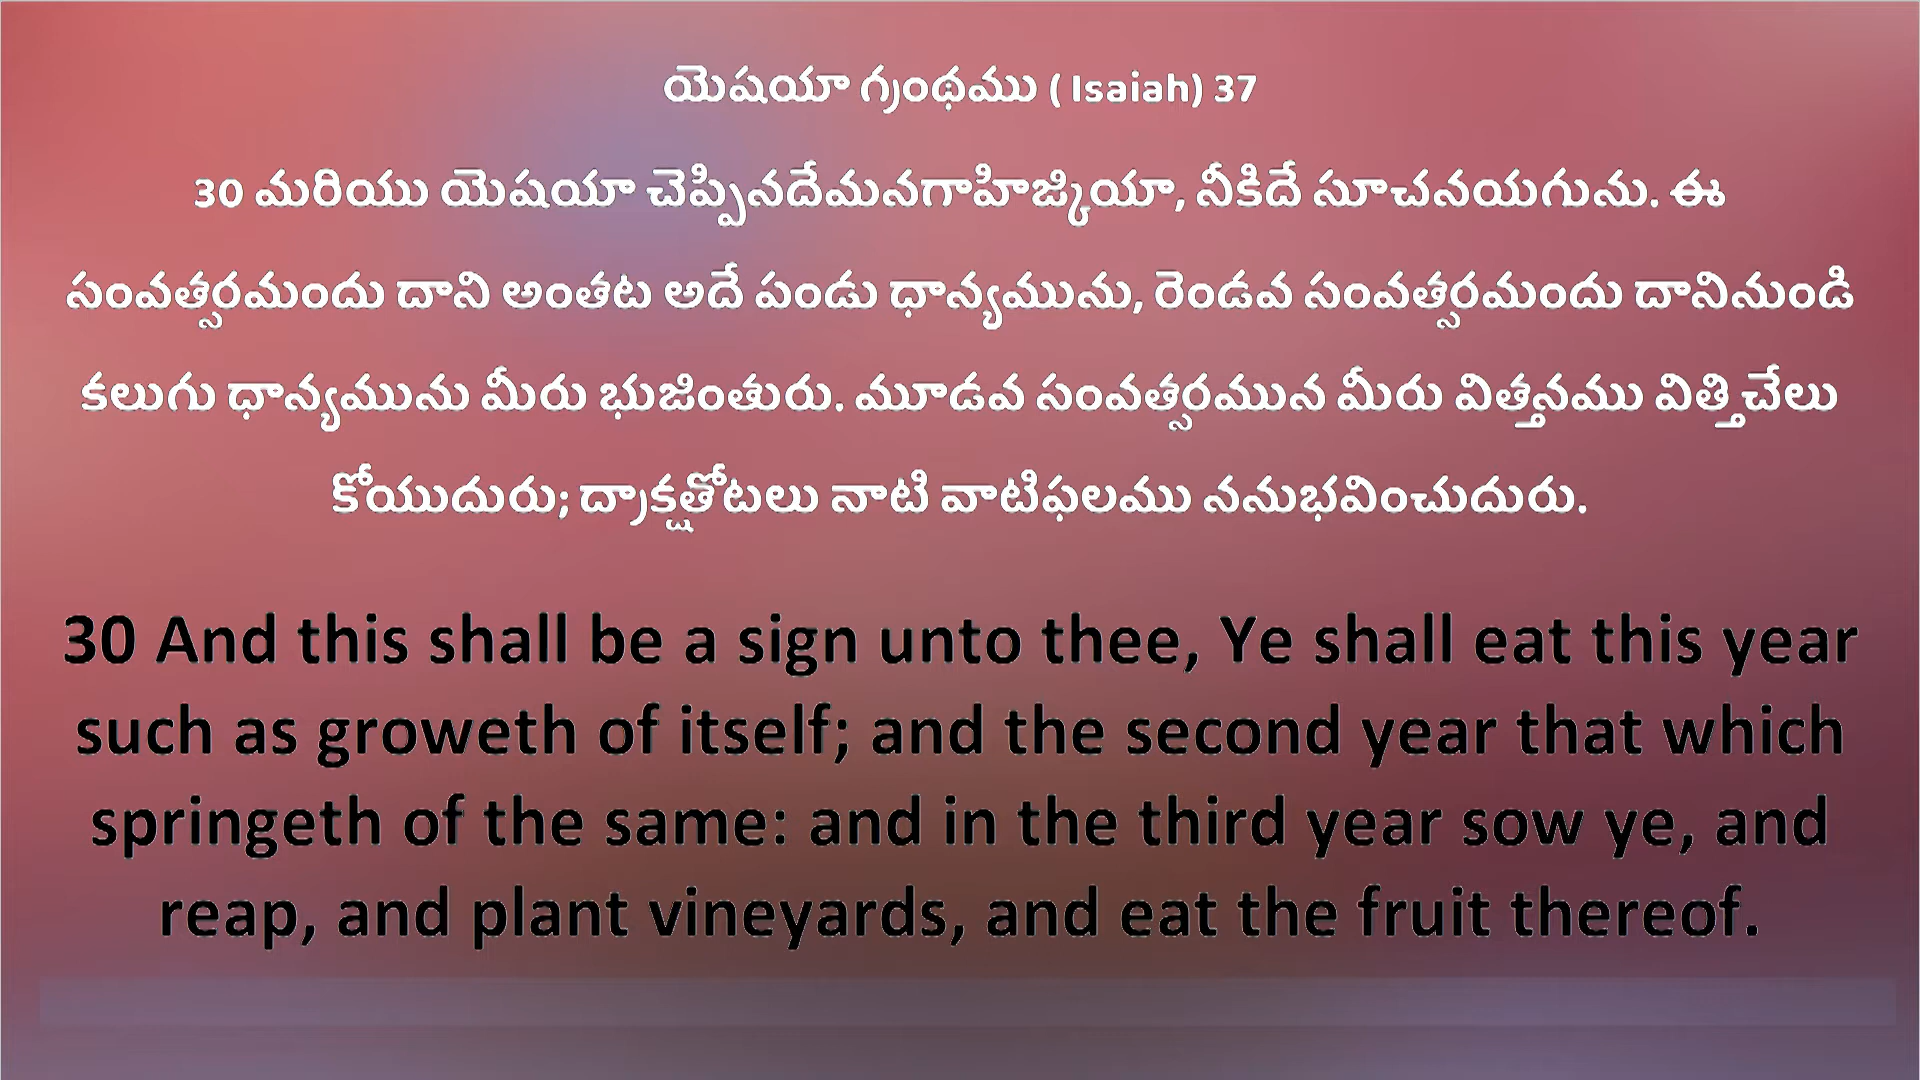 యెషయా గ్రంథము ( Isaiah) 37
30 మరియు యెషయా చెప్పినదేమనగాహిజ్కియా, నీకిదే సూచనయగును. ఈ
సంవత్సరమందు దాని అంతట అదే పండు ధాన్యమును, రెండవ సంవత్సరమందు దానినుండి
కలుగు ధాన్యమును మీరు భుజింతురు. మూడవ సంవత్సరమున మీరు విత్తనము విత్తిచేలు
కోయుదురు; ద్రాక్షతోటలు నాటి వాటిఫలము ననుభవించుదురు.
30 And this shall be a sign unto thee, Ye shall eat this year
such as groweth of itself; and the second year that which
springeth of the same: and in the third year sow ye, and
reap, and plant vineyards, and eat the fruit thereof.